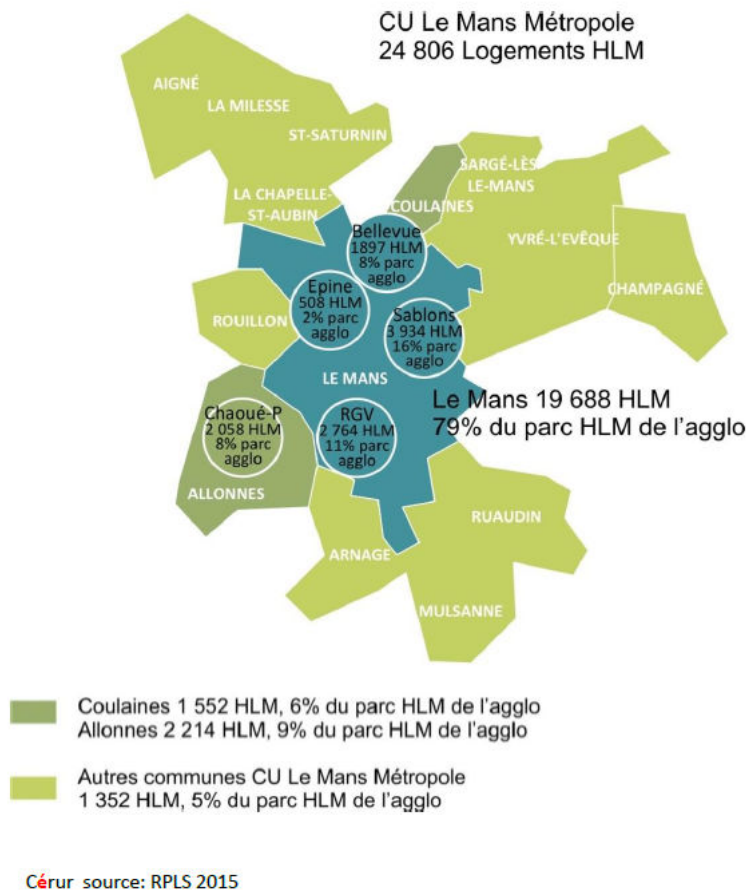 CU Le Mans Métropole
24 806 Logements HLM
AIGNÉ
LA MILESSE
ST-SATURNIN
LA CHAPELLE-
ST-AUBIN
COULAINES
SARGÉ-LÈS
LE-MANS
YVRÉ-L'EVÊQUE
CHAMPAGNÉ
Bellevue
1897 HLM
8% parc
agglo
Epine
508 HLM
2% parc
agglo
Sablons
3 934 HLM
16% parc
agglo
ROUILLON
LE MANS
Le Mans 19 688 HLM
79% du parc HLM de l'agglo
Chaoué-P
2 058 HLM
8% parc
agglo
RGV
2 764 HLM
11% parc
agglo
ALLONNES
ARNAGE
RUAUDIN
MULSANNE
Coulaines 1 552 HLM, 6% du parc HLM de l'agglo
Allonnes 2 214 HLM, 9% du parc HLM de l'agglo
Autres communes CU Le Mans Métropole
1 352 HLM, 5% du parc HLM de l'agglo
Cérur source: RPLS 2015